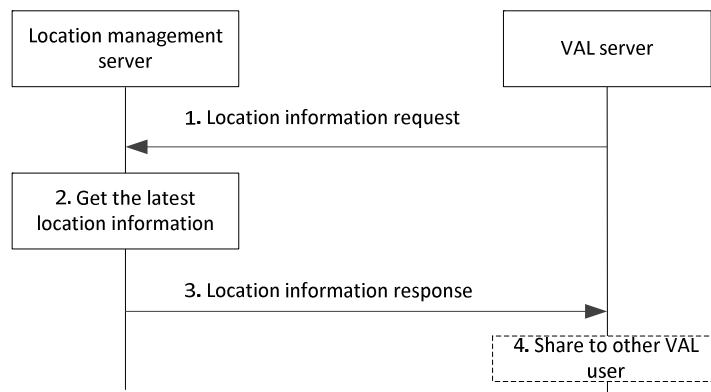 Location management
server
VAL server
1. Location information request
2. Get the latest
location information
3. Location information response
4. Share to other VAL
user